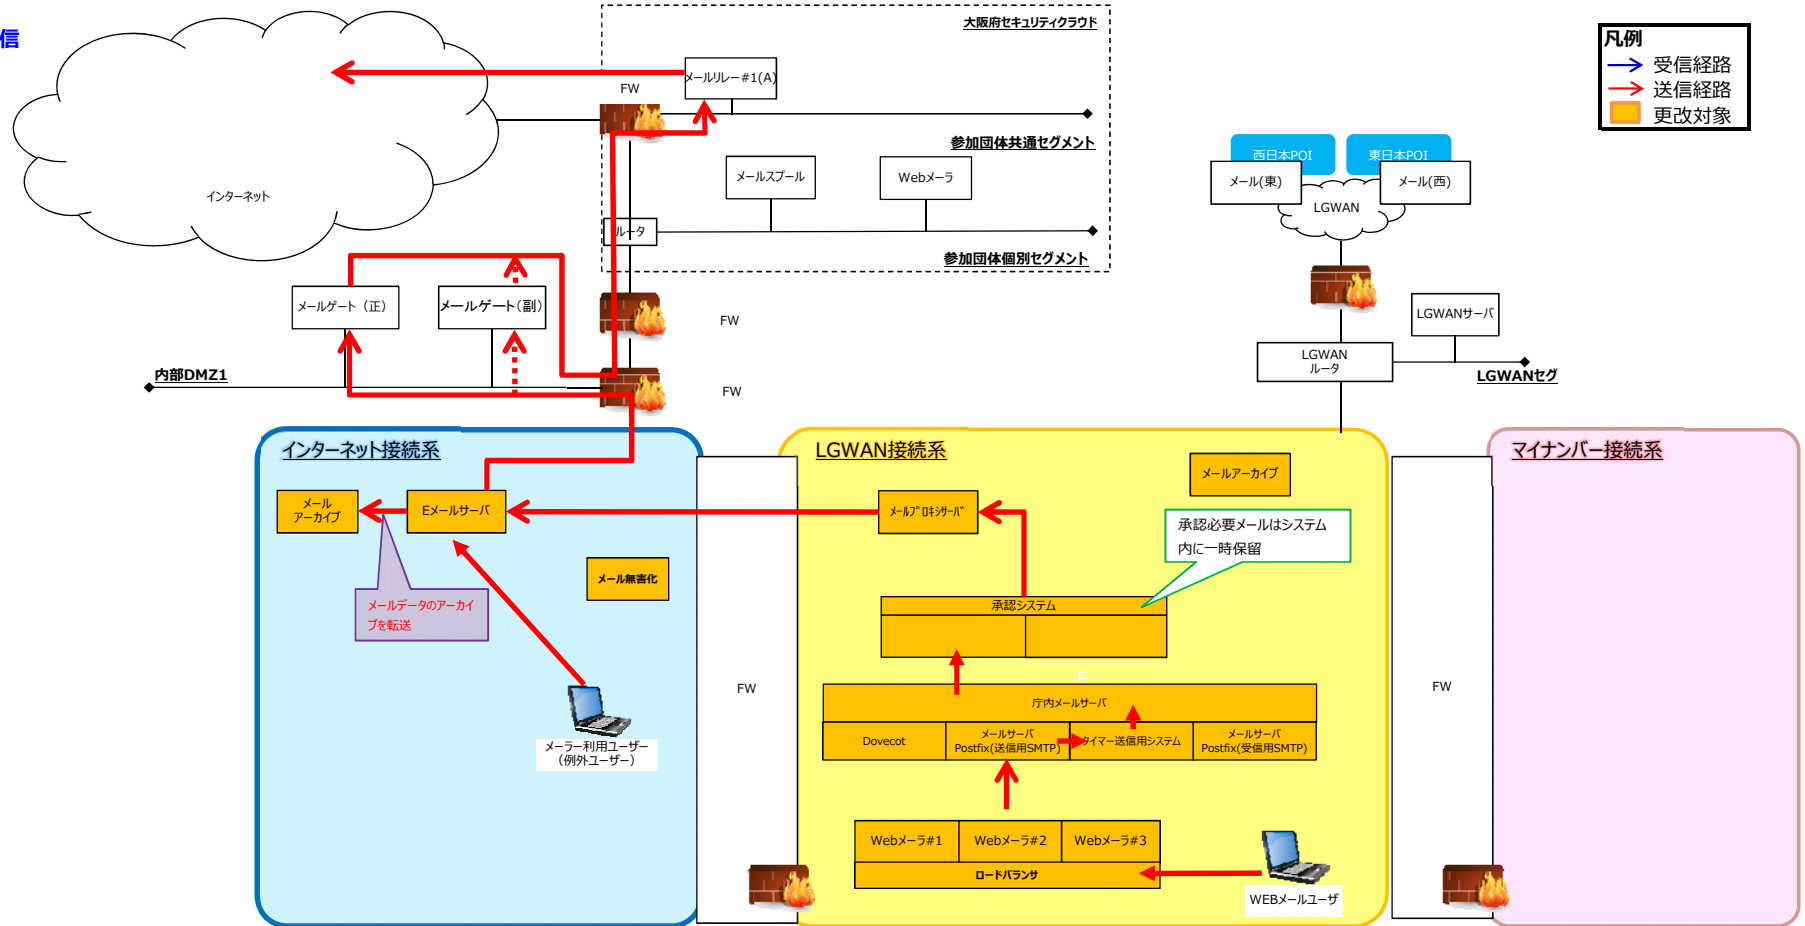 信
大阪府セキュリティクラウド
凡例
受信経路
送信経路
更改対象
メールリレー#1(A)
FW
参加団体共通セグメント
メールスプール
Webメーラ
西日本POI
東日本POI
メール(東)
メール(西)
LGWAN
インターネット
ルータ
参加団体個別セグメント
メールゲート（正）
メールゲート（副）
FW
LGWANサーバ
LGWAN
ルータ
LGWANセグ
内部DMZ1
FW
インターネット接続系
LGWAN接続系
マイナンバー接続系
メールアーカイブ
メール
アーカイブ
Eメールサーバ
メールプロキシサーバ
承認必要メールはシステム
内に一時保留
メール無害化
メールデータのアーカイ
ブを転送
承認システム
F
FW
FW
庁内メールサーバ
Dovecot
メールサーバ
Postfix(送信用SMTP)
タイマー送信用システム
メールサーバ
Postfix(受信用SMTP)
メーラー利用ユーザー
（例外ユーザー）
Webメーラ#1
Webメーラ#2
Webメーラ#3
ロードバランサ
WEBメールユーザ